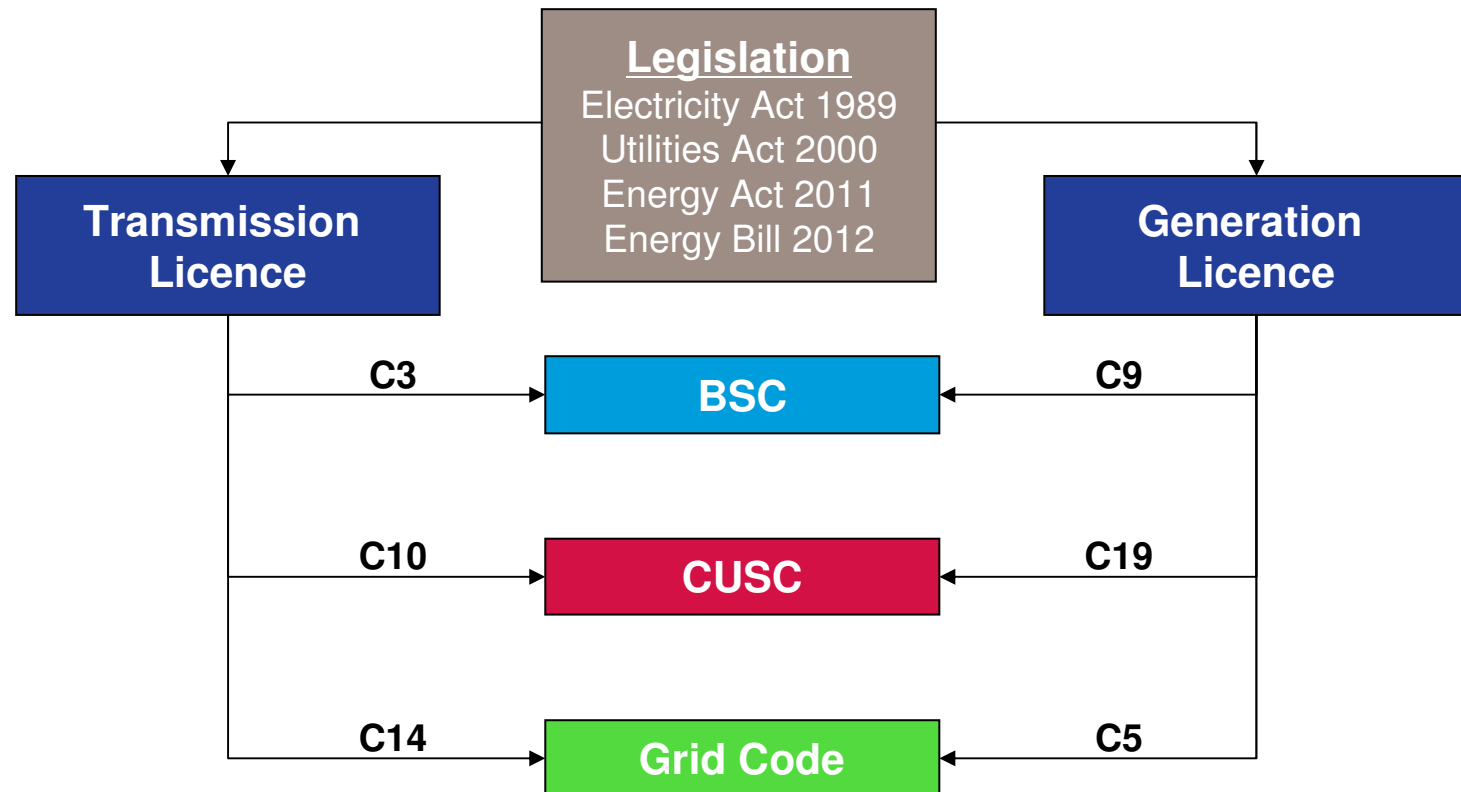 Legislation
Electricity Act 1989
Utilities Act 2000
Energy Act 2011
Energy Bill 2012
Transmission
Licence
Generation
Licence
C3
BSC
C9
C10
CUSC
C19
C14
Grid Code
C5